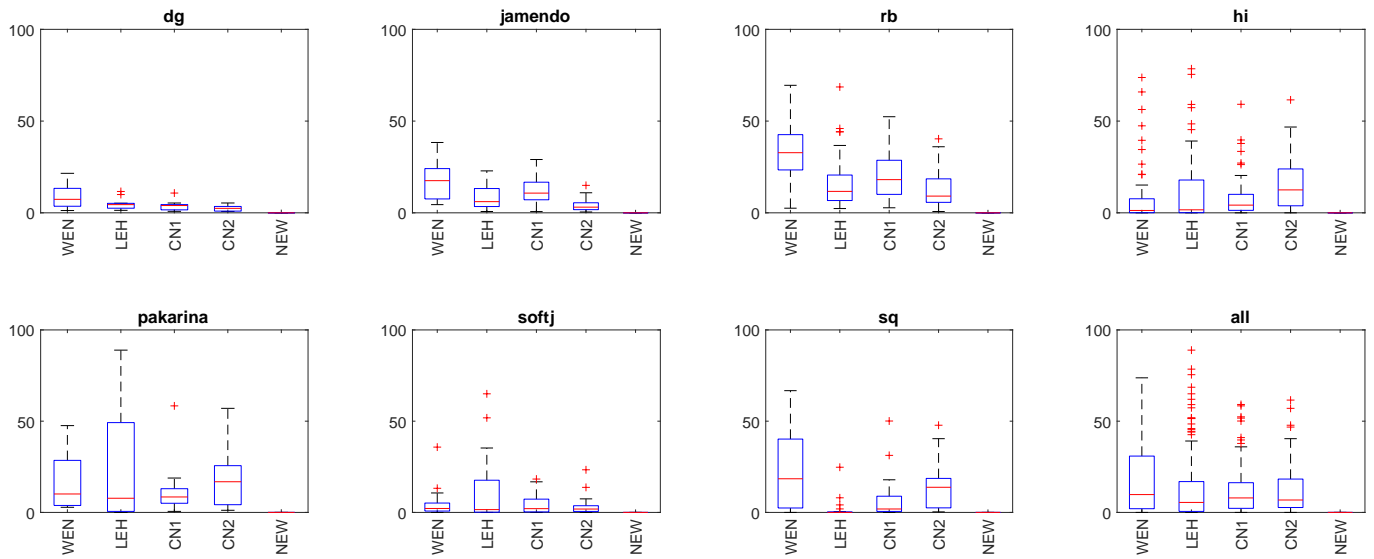 dg
100
50
0
WEN
LEH
CN1
CN2
NEW
jamendo
100
50
0
WEN
LEH
CN1
CN2
NEW
rb
100
50
0
WEN
LEH
CN1
CN2
NEW
hi
100
50
0
WEN
LEH
CN1
CN2
NEW
pakarina
100
50
0
WEN
LEH
CN1
CN2
NEW
softj
100
50
0
WEN
LEH
CN1
CN2
NEW
sq
100
50
0
WEN
LEH
CN1
CN2
NEW
all
100
50
0
WEN
LEH
CN1
CN2
NEW